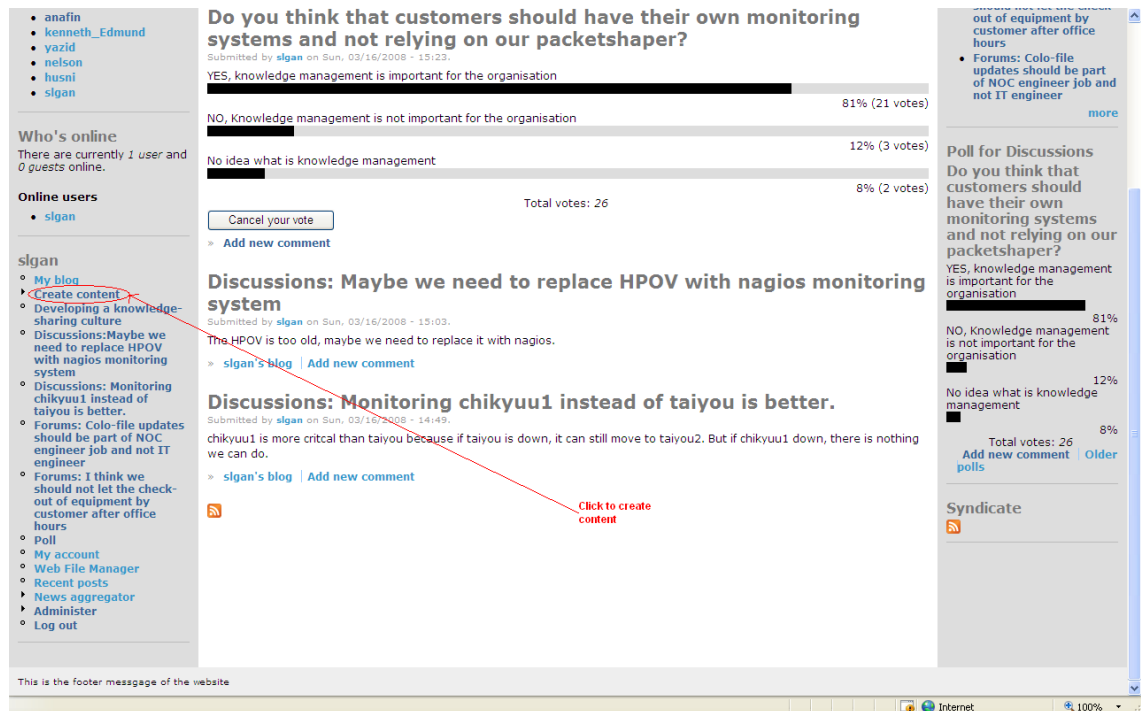 anafin
kenneth_Edmund
yazid
nelson
husni
slgan
Who's online
There are currently 1 user and
0 guests online.
Online users
slgan
slgan
My blog
Create content
Developing a knowledge-
sharing culture
Discussions:Maybe we
need to replace HPOV
with nagios monitoring
system
Discussions: Monitoring
chikyuu1 instead of
taiyou is better.
Forums: Colo-file updates
should be part of NOC
engineer job and not IT
engineer
Forums: I think we
should not let the check-
out of equipment by
customer after office
hours
Poll
My account
Web File Manager
Recent posts
News aggregator
Administer
Log out
Do you think that customers should have their own monitoring
systems and not relying on our packetshaper?
Submitted by slgan on Sun, 03/16/2008 - 15:23.
YES, knowledge management is important for the organisation
81% (21 votes)
NO, Knowledge management is not important for the organisation
12% (3 votes)
No idea what is knowledge management
8% (2 votes)
Total votes: 26
Cancel your vote
» Add new comment
Discussions: Maybe we need to replace HPOV with nagios monitoring
system
Submitted by slgan on Sun, 03/16/2008 - 15:03.
The HPOV is too old, maybe we need to replace it with nagios.
» slgan's blog | Add new comment
Discussions: Monitoring chikyuu1 instead of taiyou is better.
Submitted by slgan on Sun, 03/16/2008 - 14:49.
chikyuu1 is more critcal than taiyou because if taiyou is down, it can still move to taiyou2. But if chikyuu1 down, there is nothing
we can do.
» slgan's blog | Add new comment
Click to create
content
should not let the check-
out of equipment by
customer after office
hours
Forums: Colo-file
updates should be part
of NOC engineer job and
not IT engineer
more
Poll for Discussions
Do you think that
customers should
have their own
monitoring systems
and not relying on our
packetshaper?
YES, knowledge management
is important for the
organisation
81%
NO, Knowledge management
is not important for the
organisation
12%
No idea what is knowledge
management
8%
Total votes: 26
Add new comment | Older
polls
Syndicate
This is the footer messgage of the website
Internet
100%